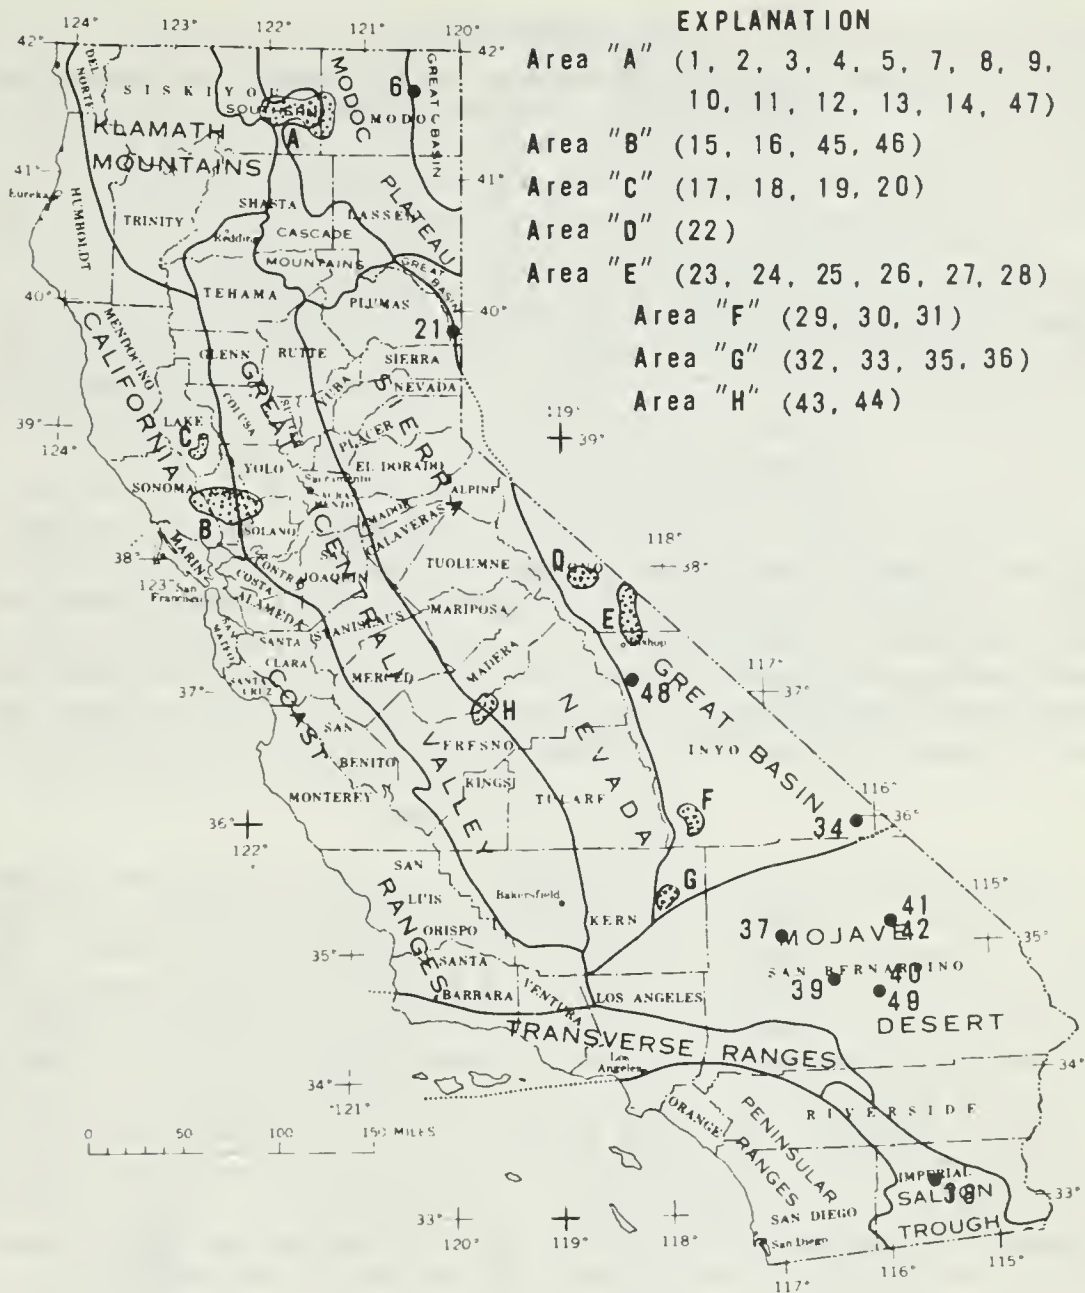 EXPLANATION
Area "A" (1, 2, 3, 4, 5, 7, 8, 9,
10, 11, 12, 13, 14, 47)
Area "B" (15, 16, 45, 46)
Area "C" (17, 18, 19, 20)
Area "D" (22)
Area "E" (23, 24, 25, 26, 27, 28)
Area "F" (29, 30, 31)
Area "G" (32, 33, 35, 36)
Area "H" (43, 44)
124° 123° 122° 121° 120°
42° 42°
DEL NORTE
SISKIYOU
SOUTHERN
MODOC PLATEAU
MODOC
GREAT BASIN
6
A
KLAMATH
MOUNTAINS
41° 41°
Eureka
HUMBOLDT
TRINITY
SHASTA
LASSEN
Redding
CASCADE
MOUNTAINS
GREAT BASIN
TEHAMA
PLUMAS
40° 40°
21
MENDOCINO
GLENN
BUTTE
SIERRA
NEVADA
YUBA
COLUSA
SUTTER
PLACER
LAKE
C
39° 124°
119° 39°
YOLO
EL DORADO
Sacramento
SACRAMENTO
ALPINE
SONOMA
B
SOLANO
AMADOR
CALAVERAS
MARIN
38° 123°
118° 38°
CONTRA
COSTA
SAN
JOAQUIN
TUOLUMNE
D
MONO
San
Francisco
ALAMEDA
STANISLAUS
MARIPOSA
E
Bishop
SAN
MATEO
SANTA
CLARA
MERCED
MADERA
48
SANTA
CRUZ
37°
117° 37°
H
SAN
BENITO
FRESNO
INYO
GREAT BASIN
MONTEREY
KINGS
TULARE
F
34
116° 36°
36° 122°
CALIFORNIA COAST RANGES
GREAT CENTRAL VALLEY
SIERRA NEVADA
SAN
LUIS
OBISPO
Bakersfield
KERN
G
115° 35°
41
42
37
MOJAVE
SAN BERNARDINO
40
39
49
DESERT
35°
SANTA
BARBARA
VENTURA
LOS ANGELES
TRANSVERSE RANGES
Los
Angeles
34° 121°
34°
ORANGE
RIVERSIDE
PENINSULAR
RANGES
0 50 100 150 MILES
IMPERIAL
38
SALTON
TROUGH
33° 33°
SAN DIEGO
San Diego
120° 119° 118° 117° 116° 115°